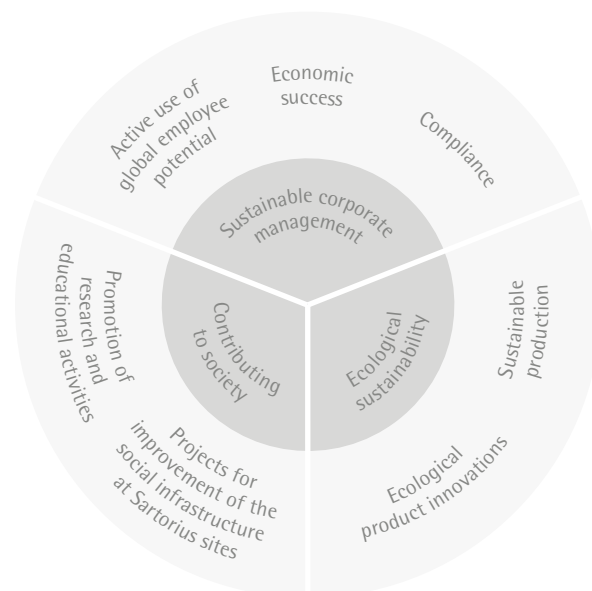 Active use of
global employee
potential
Economic
success
Compliance
Sustainable corporate
management
Contributing
to society
Ecological
sustainability
Promotion of
research and
educational activities
Projects for
improvement of the
social infrastructure
at Sartorius sites
Sustainable
production
Ecological
product innovations